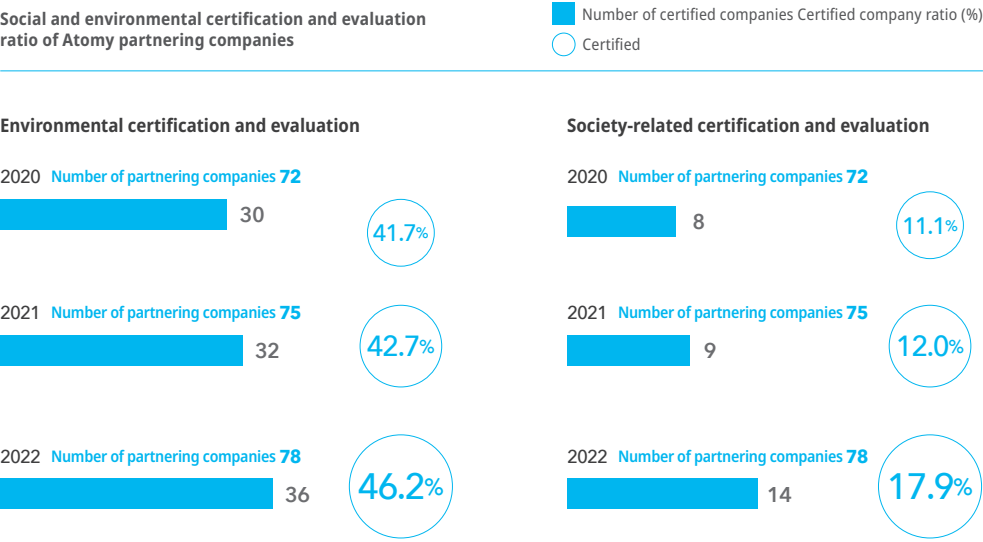 Social and environmental certification and evaluation
ratio of Atomy partnering companies
Number of certified companies Certified company ratio (%)
Certified
Environmental certification and evaluation
2020 Number of partnering companies 72
30
41.7%
2021 Number of partnering companies 75
32
42.7%
2022 Number of partnering companies 78
36
46.2%
Society-related certification and evaluation
2020 Number of partnering companies 72
8
11.1%
2021 Number of partnering companies 75
9
12.0%
2022 Number of partnering companies 78
14
17.9%